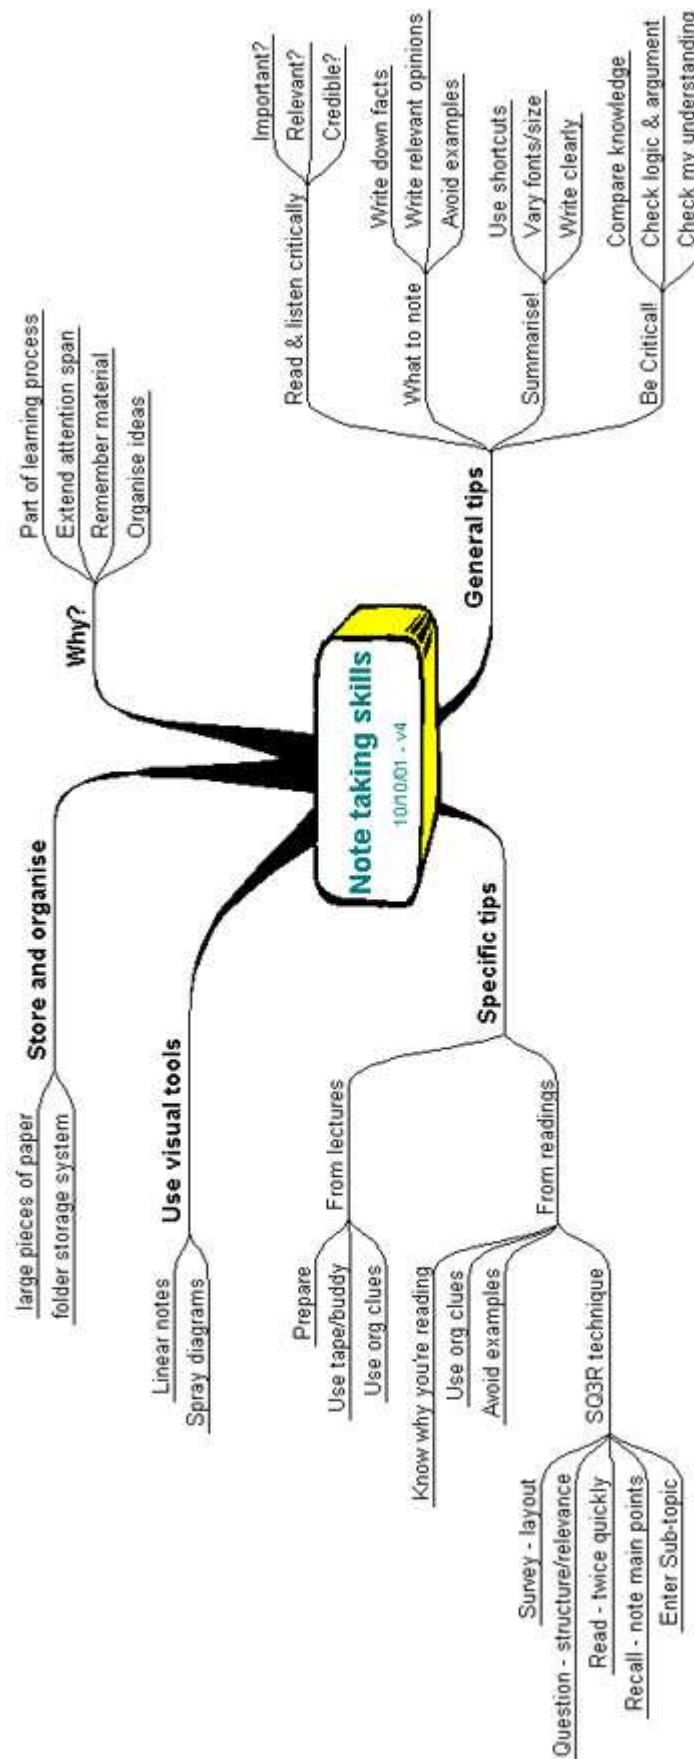 Note taking skills
10/10/01 - v4
Why?
Part of learning process
Extend attention span
Remember material
Organise ideas
General tips
Read & listen critically
Important?
Relevant?
Credible?
What to note
Write down facts
Write relevant opinions
Avoid examples
Summarise!
Use shortcuts
Vary fonts/size
Write clearly
Be Critical!
Compare knowledge
Check logic & argument
Check my understanding
Store and organise
large pieces of paper
folder storage system
Use visual tools
Linear notes
Spray diagrams
Specific tips
From lectures
Prepare
Use tape/buddy
Use org clues
From readings
Know why you're reading
Use org clues
Avoid examples
SQ3R technique
Survey - layout
Question - structure/relevance
Read - twice quickly
Recall - note main points
Enter Sub-topic